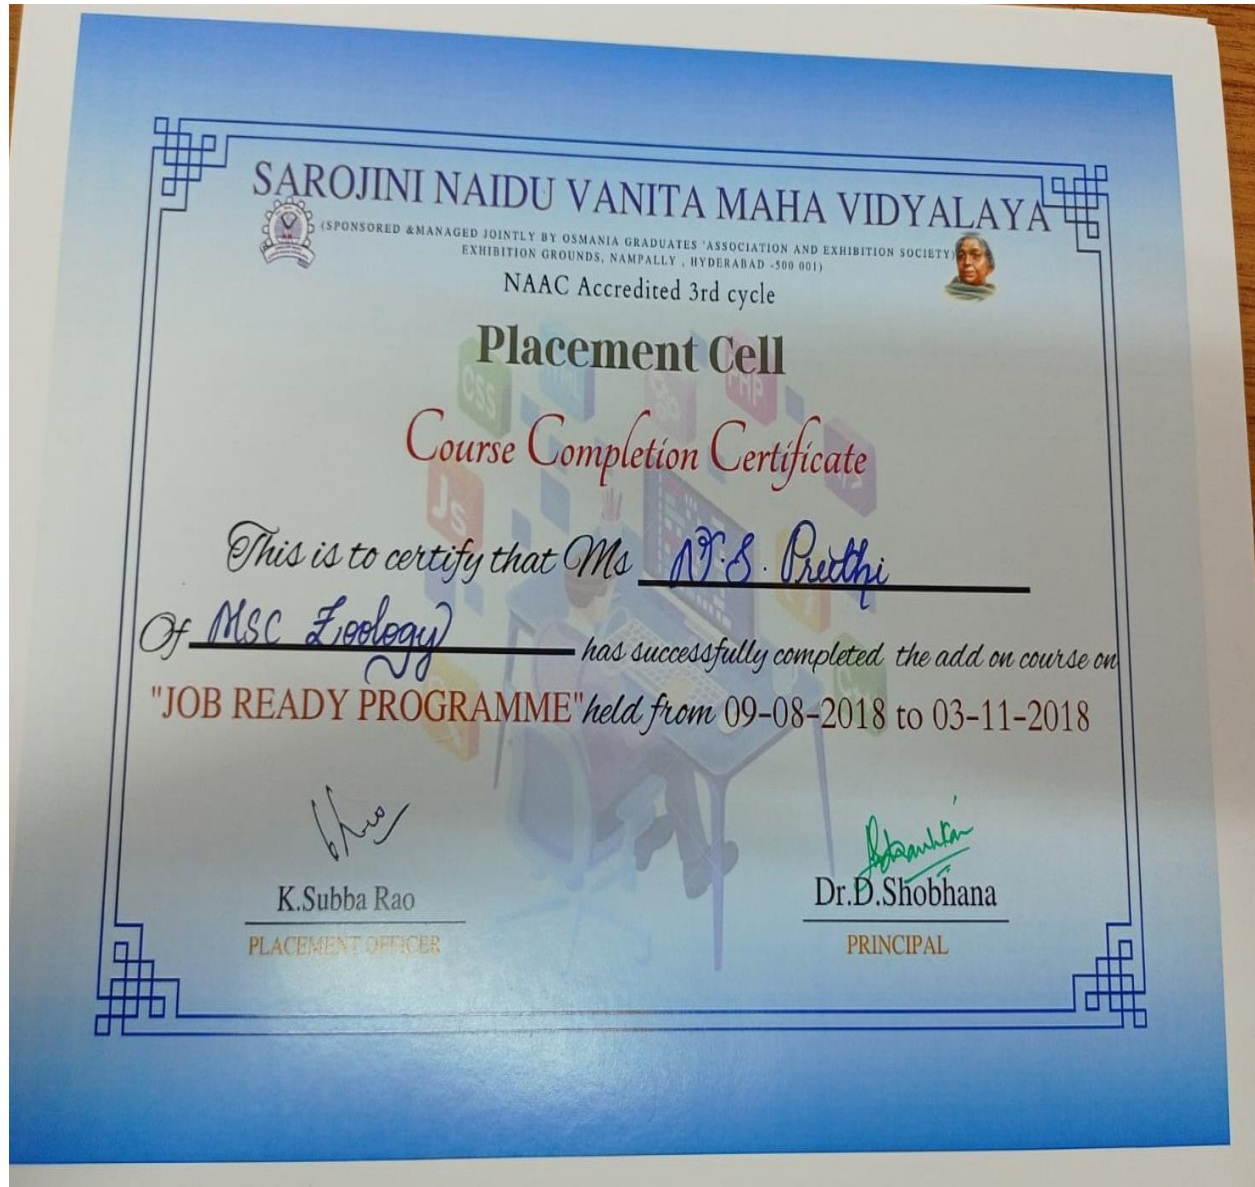 SAROJINI NAIDU VANITA MAHA VIDYALAYA
(SPONSORED &MANAGED JOINTLY BY OSMANIA GRADUATES 'ASSOCIATION AND EXHIBITION SOCIETY)
EXHIBITION GROUNDS, NAMPALLY , HYDERABAD -500 001)
NAAC Accredited 3rd cycle
Placement Cell
CSS
PHP
Course Completion Certificate
Js
This is to certify that Ms S. Preethi
Of MSC Zoology has successfully completed the add on course on
"JOB READY PROGRAMME" held from 09-08-2018 to 03-11-2018
K.Subba Rao
Dr.D.Shobhana
PLACEMENT OFFICER
PRINCIPAL